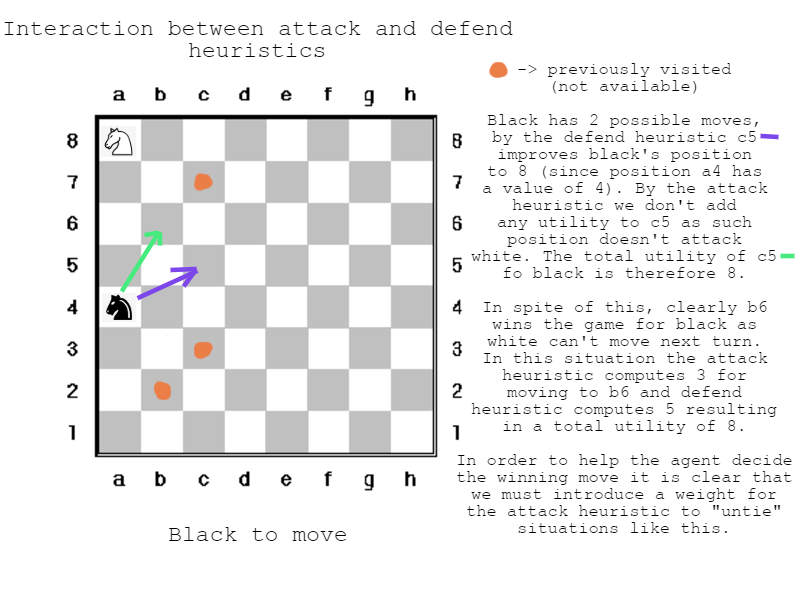 Interaction between attack and defend
heuristics
-> previously visited
(not available)
a b c d e f g h
8 8
7 7
6 6
5 5
4 4
3 3
2 2
1 1
a b c d e f g h
Black to move
Black has 2 possible moves,
by the defend heuristic c5
improves black's position
to 8 (since position a4 has
a value of 4). By the attack
heuristic we don't add
any utility to c5 as such
position doesn't attack
white. The total utility of c5
fo black is therefore 8.
In spite of this, clearly b6
wins the game for black as
white can't move next turn.
In this situation the attack
heuristic computes 3 for
moving to b6 and defend
heuristic computes 5 resulting
in a total utility of 8.
In order to help the agent decide
the winning move it is clear that
we must introduce a weight for
the attack heuristic to "untie"
situations like this.